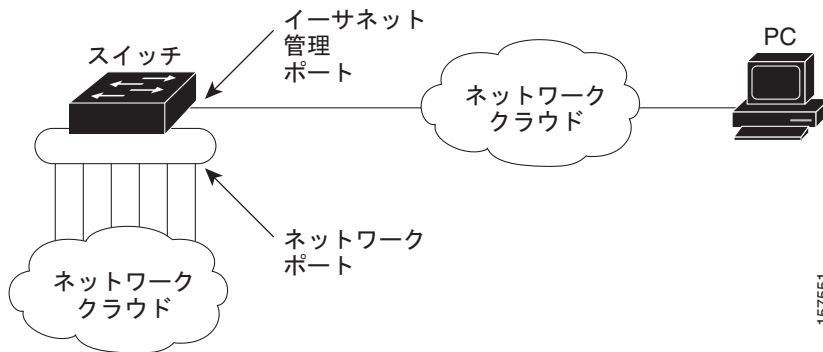 イーサネット
管理
ポート
スイッチ
PC
ネットワーク
クラウド
ネットワーク
ポート
ネットワーク
クラウド
157551